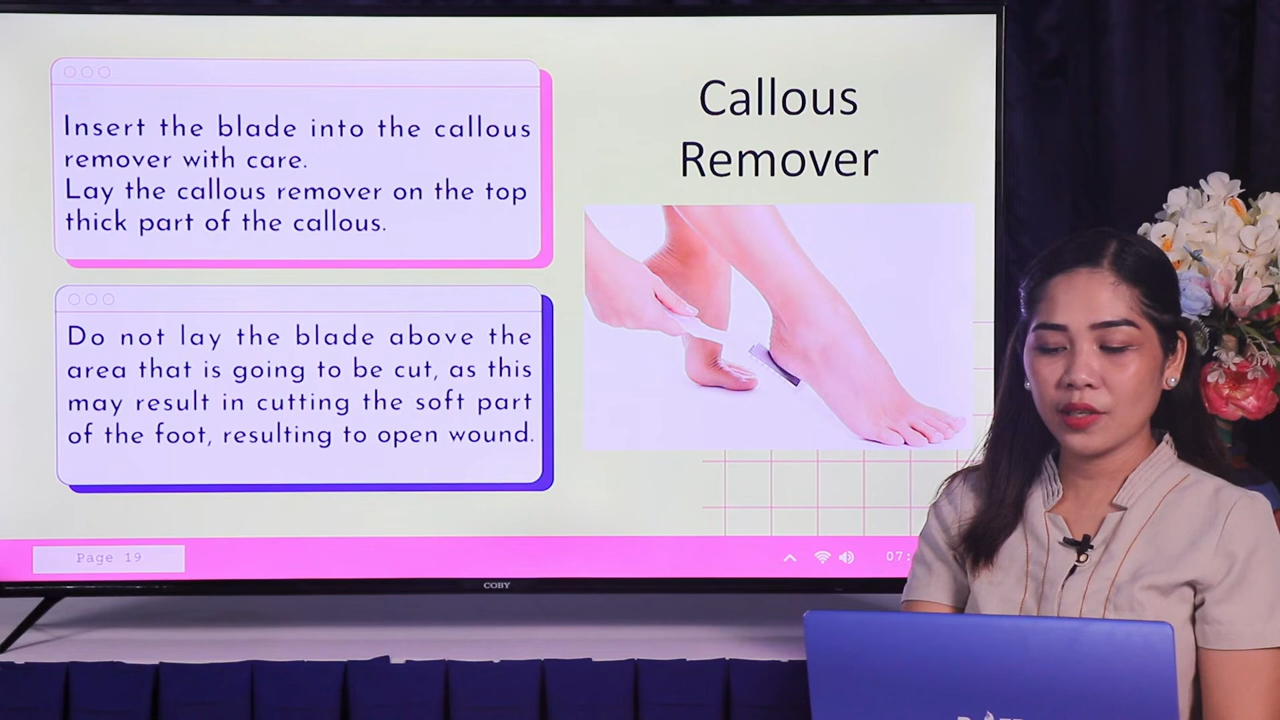 Insert the blade into the callous
remover with care.
Lay the callous remover on the top
thick part of the callous.
Do not lay the blade above the
area that is going to be cut, as this
may result in cutting the soft part
of the foot, resulting to open wound.
Callous
Remover
Page 19
07:
COBY